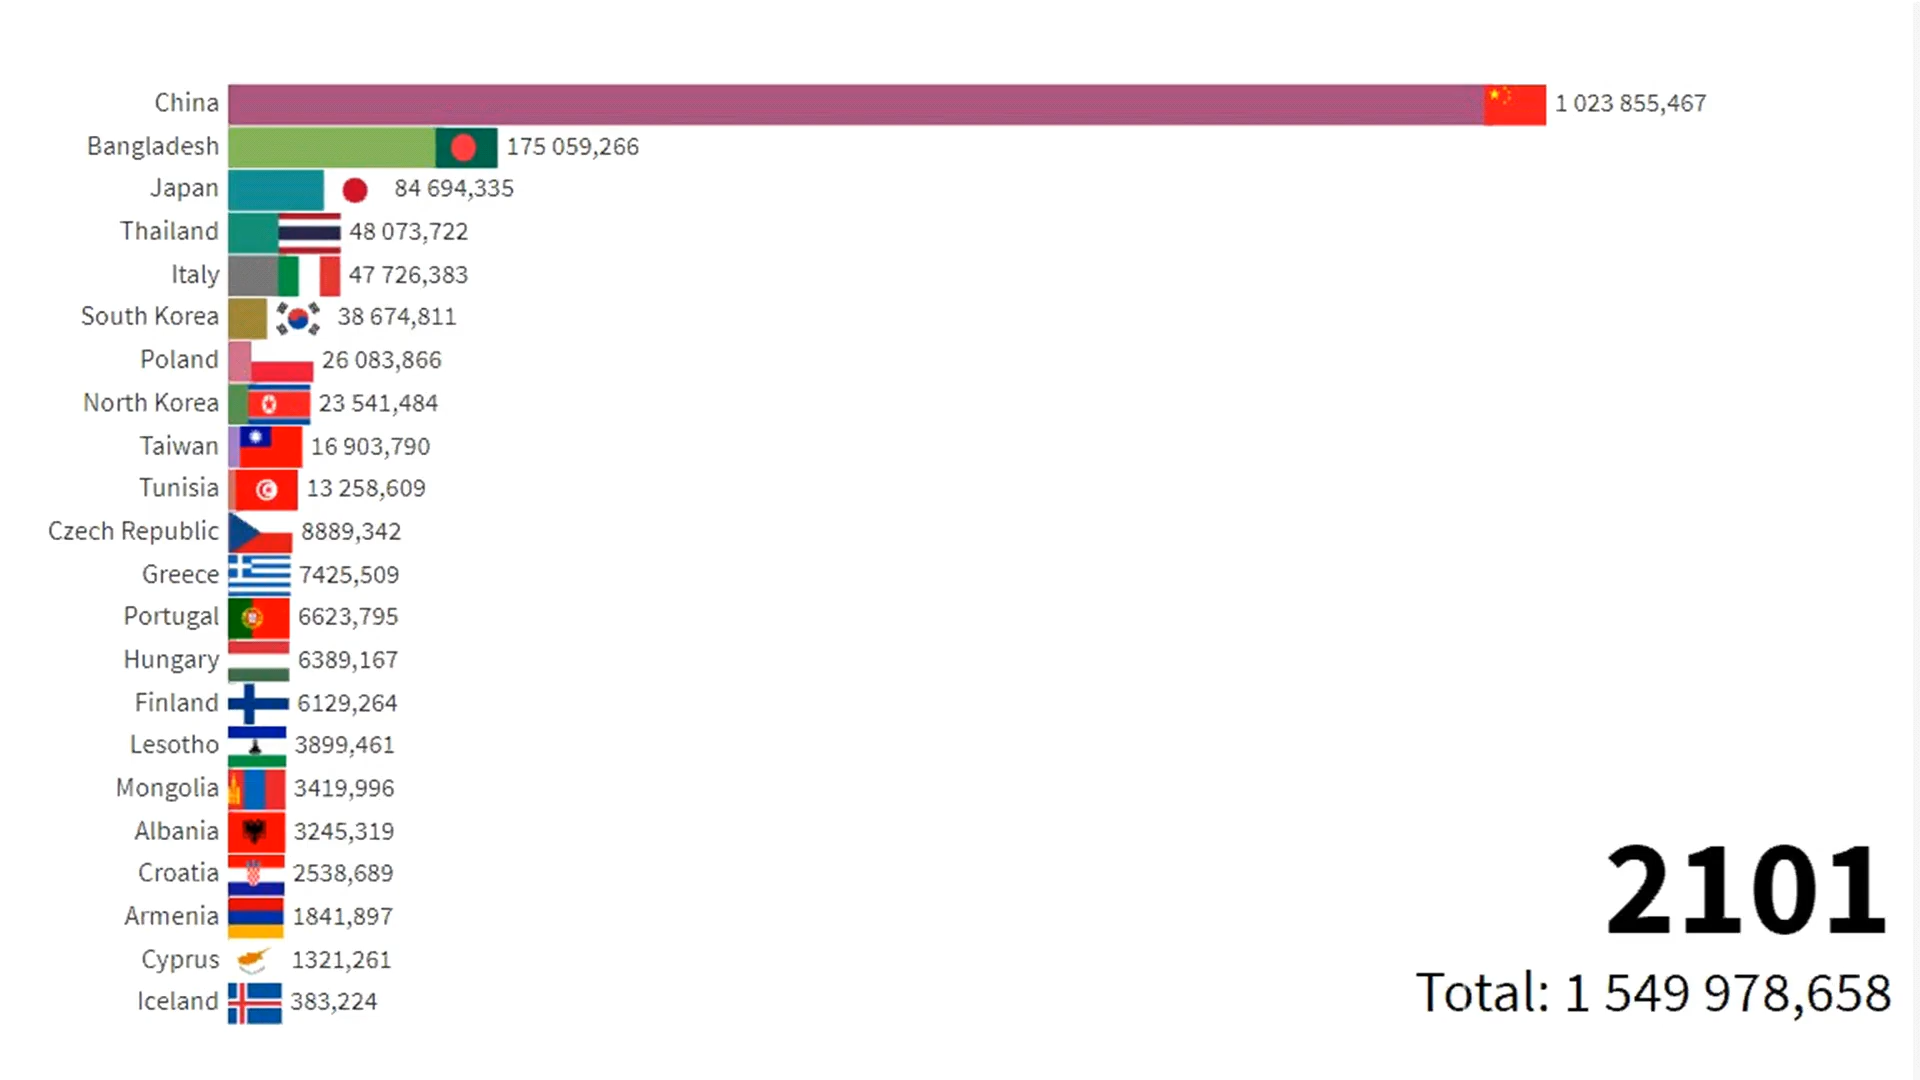 China 1 023 855,467
Bangladesh 175 059,266
Japan 84 694,335
Thailand 48 073,722
Italy 47 726,383
South Korea 38 674,811
Poland 26 083,866
North Korea 23 541,484
Taiwan 16 903,790
Tunisia 13 258,609
Czech Republic 8889,342
Greece 7425,509
Portugal 6623,795
Hungary 6389,167
Finland 6129,264
Lesotho 3899,461
Mongolia 3419,996
Albania 3245,319
Croatia 2538,689
Armenia 1841,897
Cyprus 1321,261
Iceland 383,224
2101
Total: 1 549 978,658